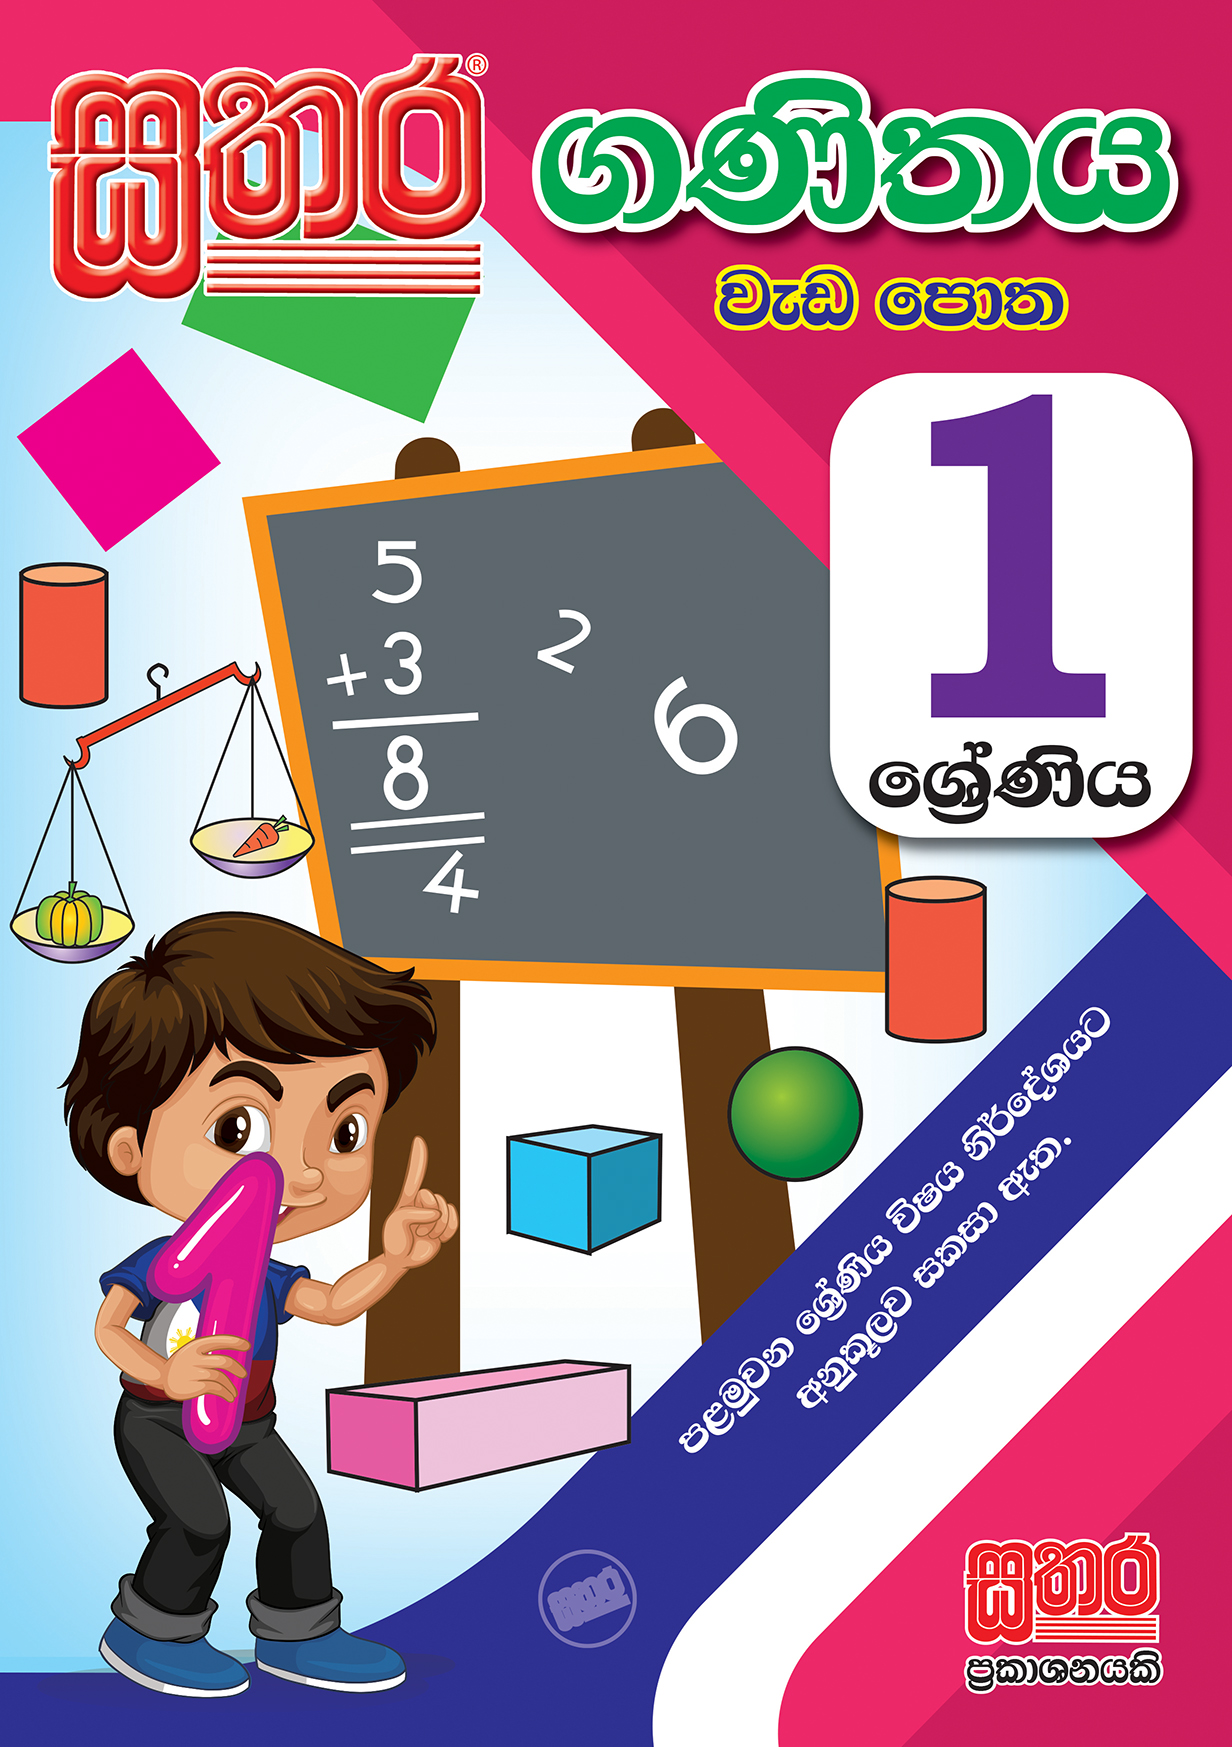 සතර®
ගණිතය
වැඩ පොත
1
ශ්‍රේණිය
5
+ 3
8
4
2
6
පළමුවන ශ්‍රේණිය විෂය නිර්දේශයට
අනුකූලව සකසා ඇත.
සතර
සතර
ප්‍රකාශනයකි